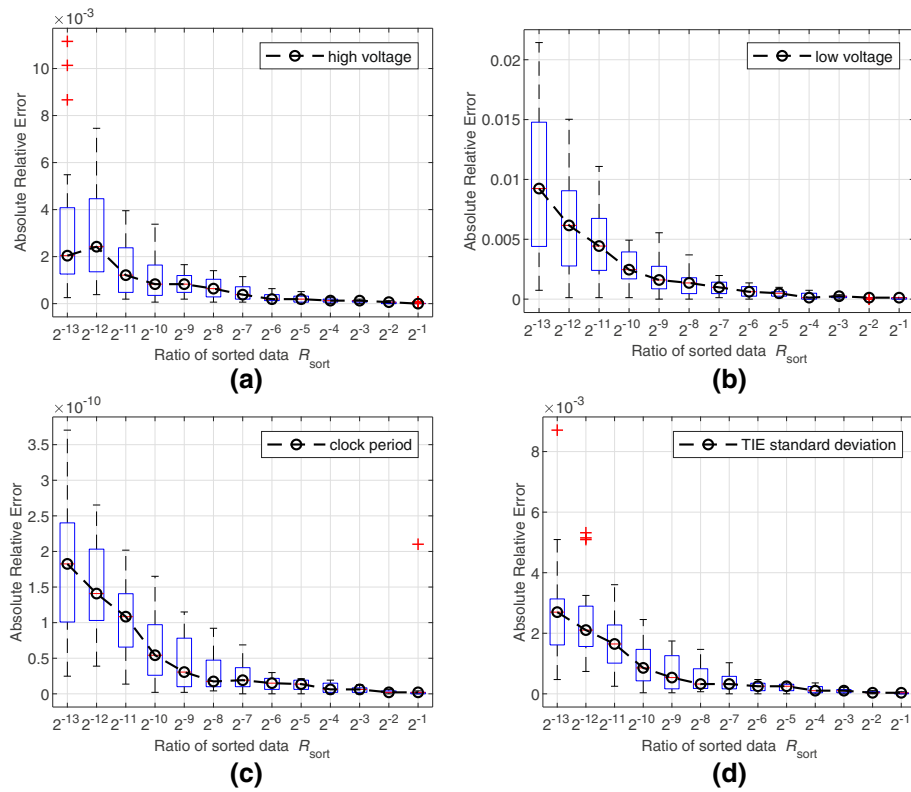 ×10⁻³
high voltage
Absolute Relative Error
10
8
6
4
2
0
2⁻¹³ 2⁻¹² 2⁻¹¹ 2⁻¹⁰ 2⁻⁹ 2⁻⁸ 2⁻⁷ 2⁻⁶ 2⁻⁵ 2⁻⁴ 2⁻³ 2⁻² 2⁻¹
Ratio of sorted data R_sort
(a)
low voltage
Absolute Relative Error
0.02
0.015
0.01
0.005
0
2⁻¹³ 2⁻¹² 2⁻¹¹ 2⁻¹⁰ 2⁻⁹ 2⁻⁸ 2⁻⁷ 2⁻⁶ 2⁻⁵ 2⁻⁴ 2⁻³ 2⁻² 2⁻¹
Ratio of sorted data R_sort
(b)
×10⁻¹⁰
clock period
Absolute Relative Error
3.5
3
2.5
2
1.5
1
0.5
0
2⁻¹³ 2⁻¹² 2⁻¹¹ 2⁻¹⁰ 2⁻⁹ 2⁻⁸ 2⁻⁷ 2⁻⁶ 2⁻⁵ 2⁻⁴ 2⁻³ 2⁻² 2⁻¹
Ratio of sorted data R_sort
(c)
×10⁻³
TIE standard deviation
Absolute Relative Error
8
6
4
2
0
2⁻¹³ 2⁻¹² 2⁻¹¹ 2⁻¹⁰ 2⁻⁹ 2⁻⁸ 2⁻⁷ 2⁻⁶ 2⁻⁵ 2⁻⁴ 2⁻³ 2⁻² 2⁻¹
Ratio of sorted data R_sort
(d)